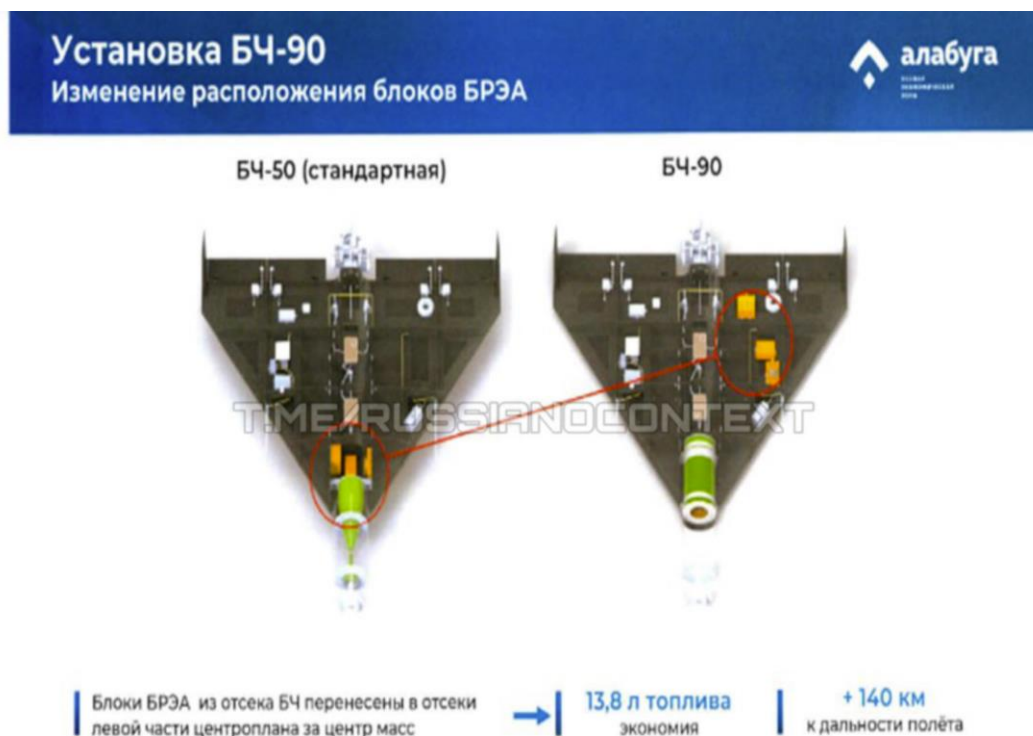 Установка БЧ-90
Изменение расположения блоков БРЭА
алабуга
БЧ-50 (стандартная)
БЧ-90
TIME/RUSSIANOCONTEXT
Блоки БРЭА из отсека БЧ перенесены в отсеки
левой части центроплана за центр масс
13,8 л топлива
экономия
+ 140 км
к дальности полёта